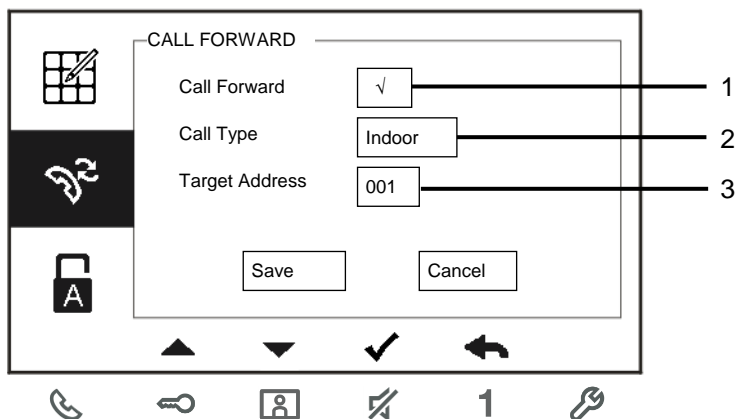 CALL FORWARD
Call Forward √ 1
Call Type Indoor 2
Target Address 001 3
Save Cancel
A
1